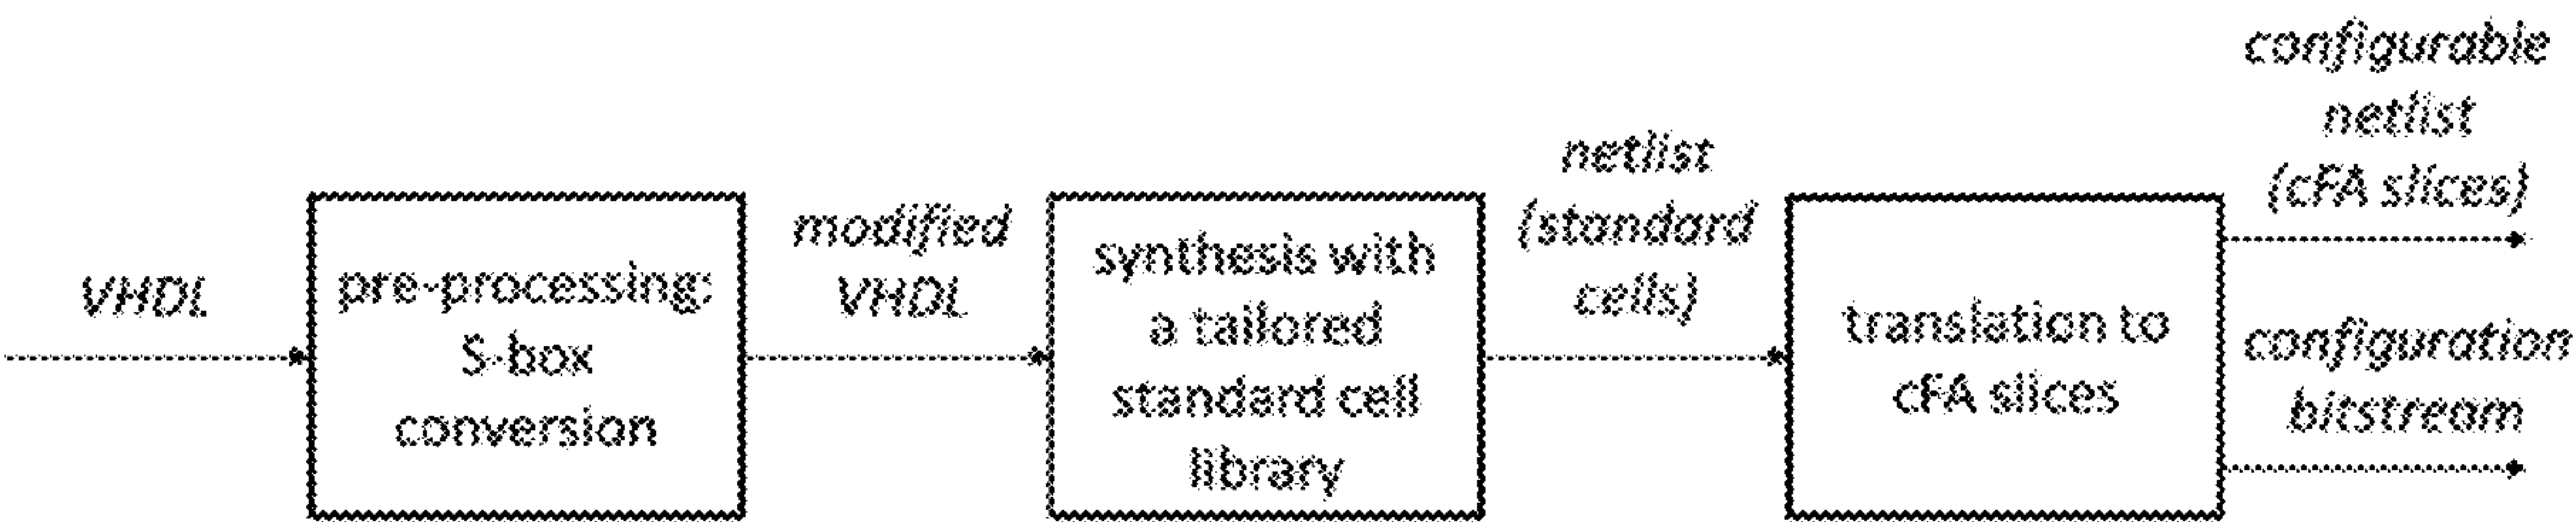 VHDL
pre-processing:
S-box
conversion
modified
VHDL
synthesis with
a tailored
standard cell
library
netlist
(standard
cells)
translation to
cFA slices
configurable
netlist
(cFA slices)
configuration
bitstream